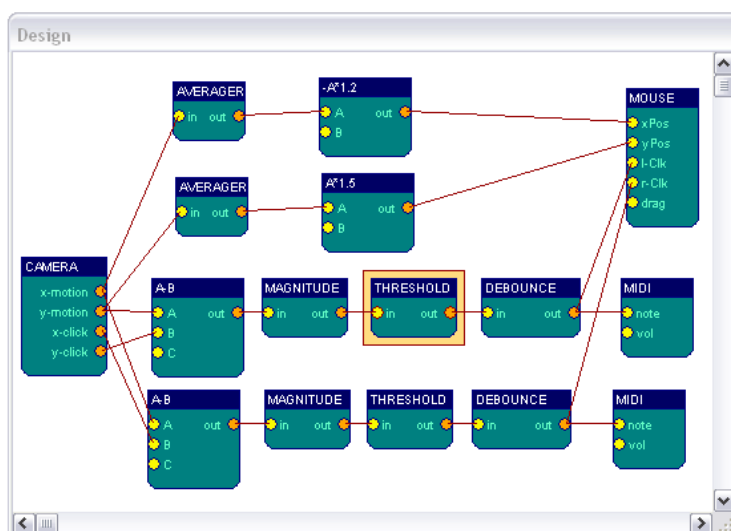 Design
AVERAGER
in out
-A*1.2
A out
B
MOUSE
xPos
yPos
l-Clk
r-Clk
drag
AVERAGER
in out
A*1.5
A out
B
CAMERA
x-motion
y-motion
x-click
y-click
A-B
A out
B
C
MAGNITUDE
in out
THRESHOLD
in out
DEBOUNCE
in out
MIDI
note
vol
A-B
A out
B
C
MAGNITUDE
in out
THRESHOLD
in out
DEBOUNCE
in out
MIDI
note
vol